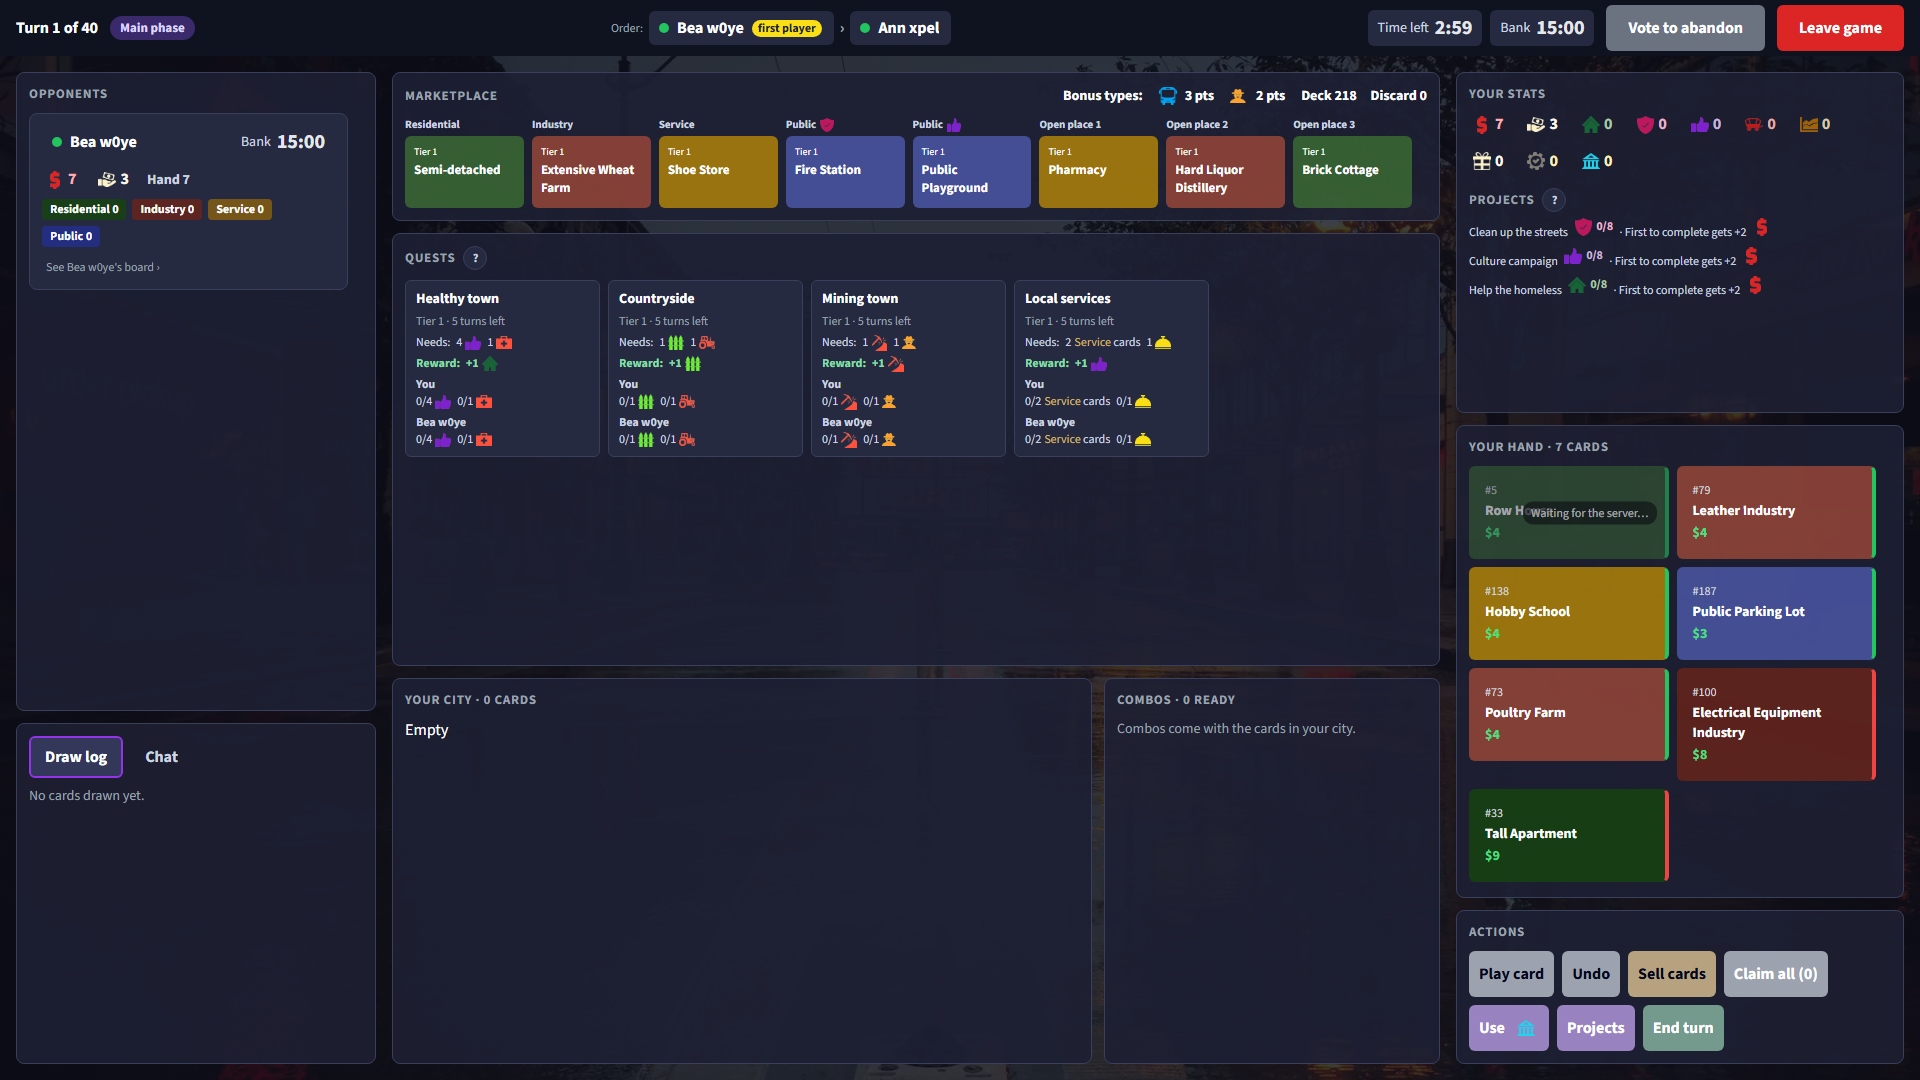 Turn 1 of 40 Main phase
Order: Bea w0ye first player › Ann xpel
Time left 2:59 Bank 15:00 Vote to abandon Leave game
OPPONENTS
Bea w0ye Bank 15:00
7 3 Hand 7
Residential 0 Industry 0 Service 0
Public 0
See Bea w0ye's board ›
Draw log Chat
No cards drawn yet.
MARKETPLACE
Bonus types: 3 pts 2 pts Deck 218 Discard 0
Residential Industry Service Public Public Open place 1 Open place 2 Open place 3
Tier 1
Semi-detached
Tier 1
Extensive Wheat
Farm
Tier 1
Shoe Store
Tier 1
Fire Station
Tier 1
Public
Playground
Tier 1
Pharmacy
Tier 1
Hard Liquor
Distillery
Tier 1
Brick Cottage
QUESTS ?
Healthy town
Tier 1 · 5 turns left
Needs: 4 1
Reward: +1
You
0/4 0/1
Bea w0ye
0/4 0/1
Countryside
Tier 1 · 5 turns left
Needs: 1 1
Reward: +1
You
0/1 0/1
Bea w0ye
0/1 0/1
Mining town
Tier 1 · 5 turns left
Needs: 1 1
Reward: +1
You
0/1 0/1
Bea w0ye
0/1 0/1
Local services
Tier 1 · 5 turns left
Needs: 2 Service cards 1
Reward: +1
You
0/2 Service cards 0/1
Bea w0ye
0/2 Service cards 0/1
YOUR CITY · 0 CARDS
Empty
COMBOS · 0 READY
Combos come with the cards in your city.
YOUR STATS
7 3 0 0 0 0 0
0 0 0
PROJECTS ?
Clean up the streets 0/8 · First to complete gets +2
Culture campaign 0/8 · First to complete gets +2
Help the homeless 0/8 · First to complete gets +2
YOUR HAND · 7 CARDS
#5
Row
Waiting for the server...
$4
#79
Leather Industry
$4
#138
Hobby School
$4
#187
Public Parking Lot
$3
#73
Poultry Farm
$4
#100
Electrical Equipment
Industry
$8
#33
Tall Apartment
$9
ACTIONS
Play card Undo Sell cards Claim all (0)
Use Projects End turn